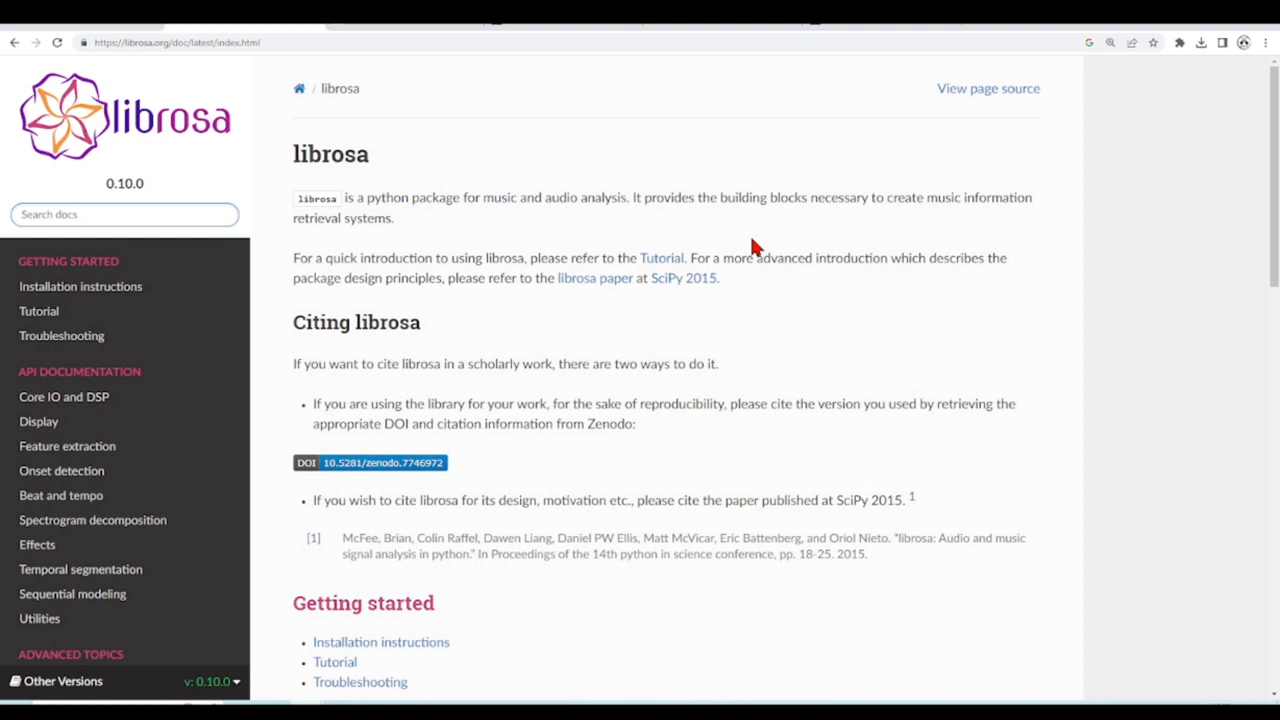 https://librosa.org/doc/latest/index.html
librosa
0.10.0
Search docs
GETTING STARTED
Installation instructions
Tutorial
Troubleshooting
API DOCUMENTATION
Core IO and DSP
Display
Feature extraction
Onset detection
Beat and tempo
Spectrogram decomposition
Effects
Temporal segmentation
Sequential modeling
Utilities
ADVANCED TOPICS
Other Versions v: 0.10.0
/ librosa
View page source
librosa
librosa is a python package for music and audio analysis. It provides the building blocks necessary to create music information
retrieval systems.
For a quick introduction to using librosa, please refer to the Tutorial. For a more advanced introduction which describes the
package design principles, please refer to the librosa paper at SciPy 2015.
Citing librosa
If you want to cite librosa in a scholarly work, there are two ways to do it.
• If you are using the library for your work, for the sake of reproducibility, please cite the version you used by retrieving the
appropriate DOI and citation information from Zenodo:
DOI 10.5281/zenodo.7746972
• If you wish to cite librosa for its design, motivation etc., please cite the paper published at SciPy 2015. 1
[1] McFee, Brian, Colin Raffel, Dawen Liang, Daniel PW Ellis, Matt McVicar, Eric Battenberg, and Oriol Nieto. “librosa: Audio and music
signal analysis in python.” In Proceedings of the 14th python in science conference, pp. 18-25. 2015.
Getting started
• Installation instructions
• Tutorial
• Troubleshooting